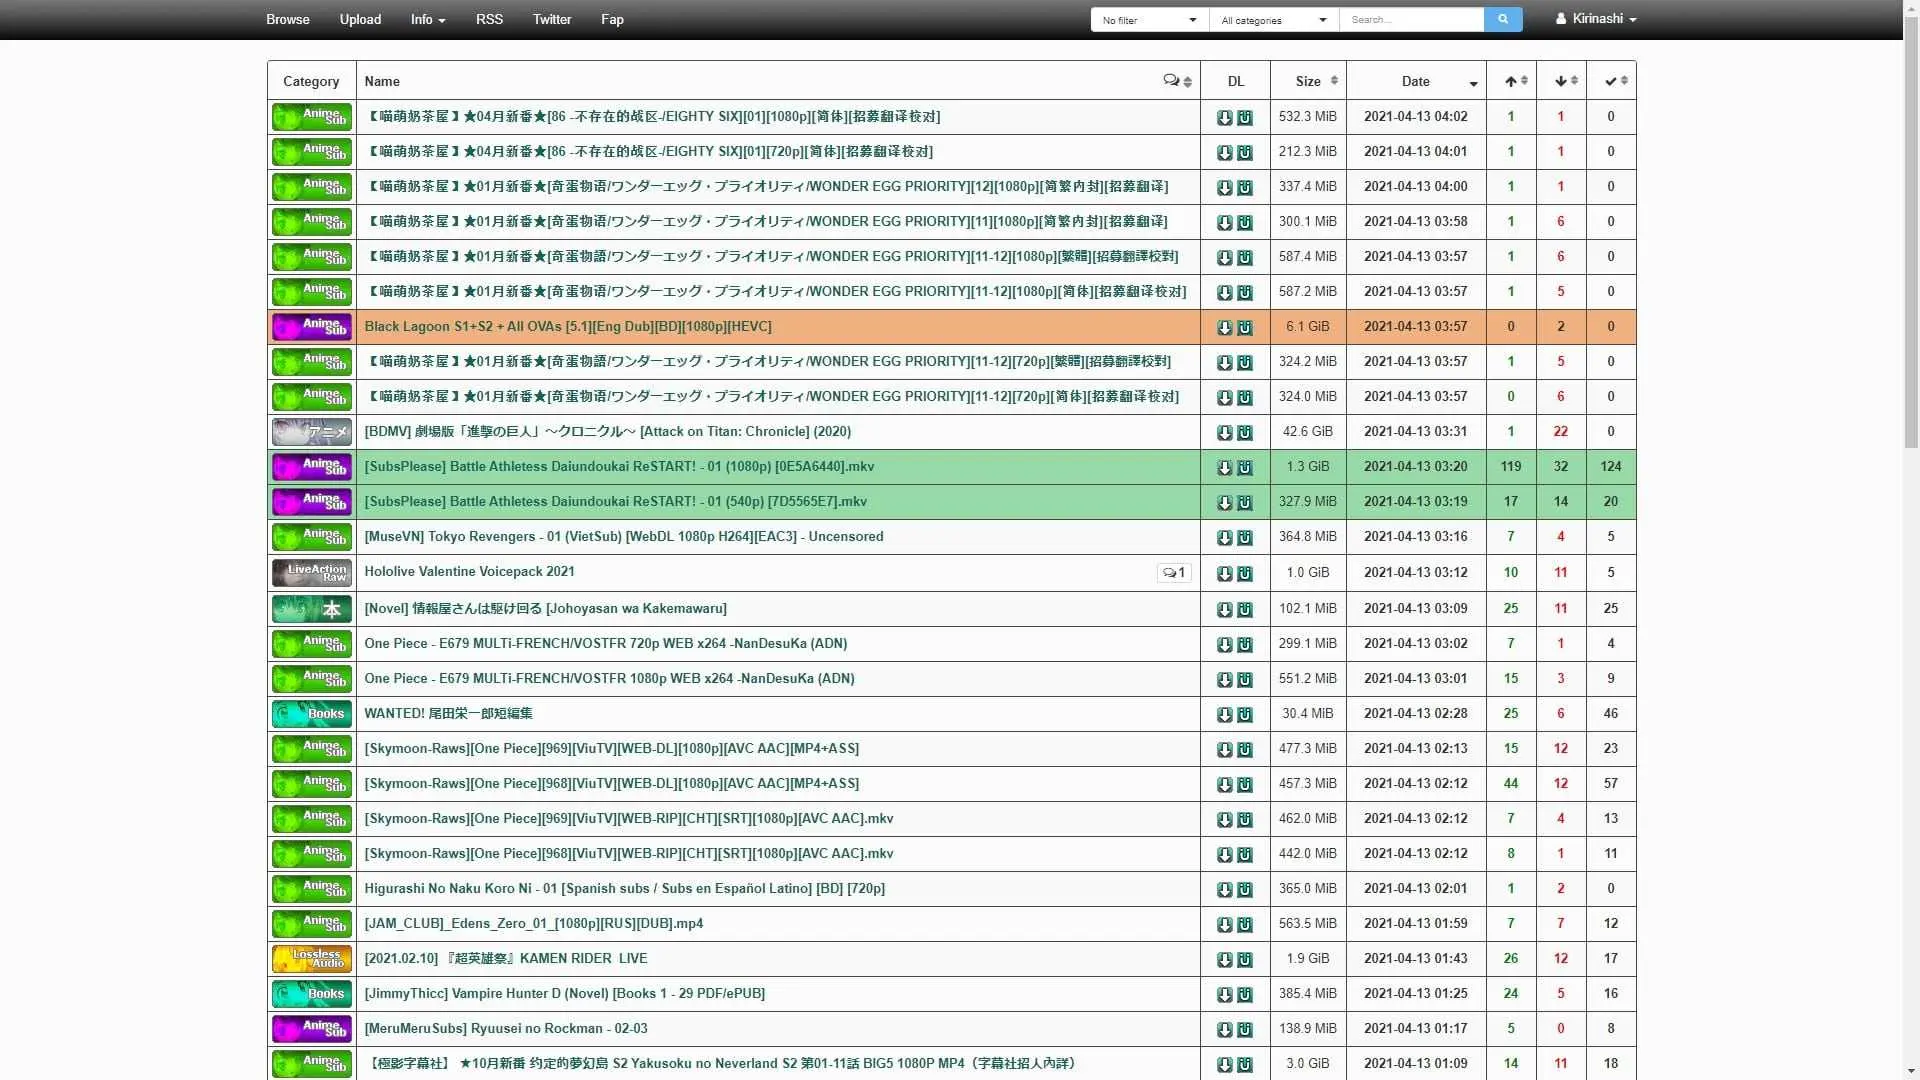 Browse Upload Info RSS Twitter Fap No filter All categories Search... Kirinashi
Category Name DL Size Date
Anime Sub 【喵萌奶茶屋】★04月新番★[86 -不存在的战区-/EIGHTY SIX][01][1080p][简体][招募翻译校对] 532.3 MiB 2021-04-13 04:02 1 1 0
Anime Sub 【喵萌奶茶屋】★04月新番★[86 -不存在的战区-/EIGHTY SIX][01][720p][简体][招募翻译校对] 212.3 MiB 2021-04-13 04:01 1 1 0
Anime Sub 【喵萌奶茶屋】★01月新番★[奇蛋物语/ワンダーエッグ・プライオリティ/WONDER EGG PRIORITY][12][1080p][简繁内封][招募翻译] 337.4 MiB 2021-04-13 04:00 1 1 0
Anime Sub 【喵萌奶茶屋】★01月新番★[奇蛋物语/ワンダーエッグ・プライオリティ/WONDER EGG PRIORITY][11][1080p][简繁内封][招募翻译] 300.1 MiB 2021-04-13 03:58 1 6 0
Anime Sub 【喵萌奶茶屋】★01月新番★[奇蛋物語/ワンダーエッグ・プライオリティ/WONDER EGG PRIORITY][11-12][1080p][繁體][招募翻譯校對] 587.4 MiB 2021-04-13 03:57 1 6 0
Anime Sub 【喵萌奶茶屋】★01月新番★[奇蛋物语/ワンダーエッグ・プライオリティ/WONDER EGG PRIORITY][11-12][1080p][简体][招募翻译校对] 587.2 MiB 2021-04-13 03:57 1 5 0
Anime Sub Black Lagoon S1+S2 + All OVAs [5.1][Eng Dub][BD][1080p][HEVC] 6.1 GiB 2021-04-13 03:57 0 2 0
Anime Sub 【喵萌奶茶屋】★01月新番★[奇蛋物語/ワンダーエッグ・プライオリティ/WONDER EGG PRIORITY][11-12][720p][繁體][招募翻譯校對] 324.2 MiB 2021-04-13 03:57 1 5 0
Anime Sub 【喵萌奶茶屋】★01月新番★[奇蛋物语/ワンダーエッグ・プライオリティ/WONDER EGG PRIORITY][11-12][720p][简体][招募翻译校对] 324.0 MiB 2021-04-13 03:57 0 6 0
アニメ [BDMV] 劇場版「進撃の巨人」～クロニクル～ [Attack on Titan: Chronicle] (2020) 42.6 GiB 2021-04-13 03:31 1 22 0
Anime Sub [SubsPlease] Battle Athletess Daiundoukai ReSTART! - 01 (1080p) [0E5A6440].mkv 1.3 GiB 2021-04-13 03:20 119 32 124
Anime Sub [SubsPlease] Battle Athletess Daiundoukai ReSTART! - 01 (540p) [7D5565E7].mkv 327.9 MiB 2021-04-13 03:19 17 14 20
Anime Sub [MuseVN] Tokyo Revengers - 01 (VietSub) [WebDL 1080p H264][EAC3] - Uncensored 364.8 MiB 2021-04-13 03:16 7 4 5
LiveAction Raw Hololive Valentine Voicepack 2021 1 1.0 GiB 2021-04-13 03:12 10 11 5
本 [Novel] 情報屋さんは駆け回る [Johoyasan wa Kakemawaru] 102.1 MiB 2021-04-13 03:09 25 11 25
Anime Sub One Piece - E679 MULTi-FRENCH/VOSTFR 720p WEB x264 -NanDesuKa (ADN) 299.1 MiB 2021-04-13 03:02 7 1 4
Anime Sub One Piece - E679 MULTi-FRENCH/VOSTFR 1080p WEB x264 -NanDesuKa (ADN) 551.2 MiB 2021-04-13 03:01 15 3 9
Books WANTED! 尾田栄一郎短編集 30.4 MiB 2021-04-13 02:28 25 6 46
Anime Sub [Skymoon-Raws][One Piece][969][ViuTV][WEB-DL][1080p][AVC AAC][MP4+ASS] 477.3 MiB 2021-04-13 02:13 15 12 23
Anime Sub [Skymoon-Raws][One Piece][968][ViuTV][WEB-DL][1080p][AVC AAC][MP4+ASS] 457.3 MiB 2021-04-13 02:12 44 12 57
Anime Sub [Skymoon-Raws][One Piece][969][ViuTV][WEB-RIP][CHT][SRT][1080p][AVC AAC].mkv 462.0 MiB 2021-04-13 02:12 7 4 13
Anime Sub [Skymoon-Raws][One Piece][968][ViuTV][WEB-RIP][CHT][SRT][1080p][AVC AAC].mkv 442.0 MiB 2021-04-13 02:12 8 1 11
Anime Sub Higurashi No Naku Koro Ni - 01 [Spanish subs / Subs en Español Latino] [BD] [720p] 365.0 MiB 2021-04-13 02:01 1 2 0
Anime Sub [JAM_CLUB]_Edens_Zero_01_[1080p][RUS][DUB].mp4 563.5 MiB 2021-04-13 01:59 7 7 12
Lossless Audio [2021.02.10] 『超英雄祭』KAMEN RIDER LIVE 1.9 GiB 2021-04-13 01:43 26 12 17
Books [JimmyThicc] Vampire Hunter D (Novel) [Books 1 - 29 PDF/ePUB] 385.4 MiB 2021-04-13 01:25 24 5 16
Anime Sub [MeruMeruSubs] Ryuusei no Rockman - 02-03 138.9 MiB 2021-04-13 01:17 5 0 8
Anime Sub 【極影字幕社】 ★10月新番 约定的夢幻島 S2 Yakusoku no Neverland S2 第01-11話 BIG5 1080P MP4（字幕社招人內詳） 3.0 GiB 2021-04-13 01:09 14 11 18